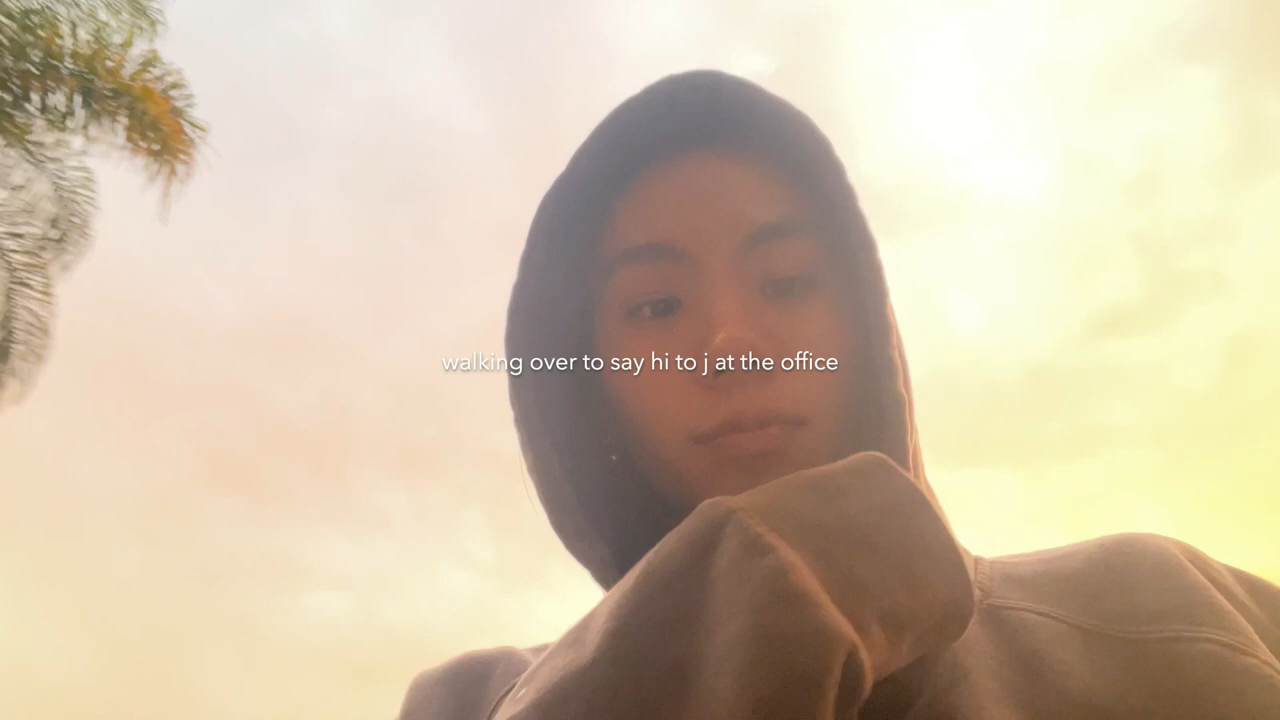 walking over to say hi to j at the office